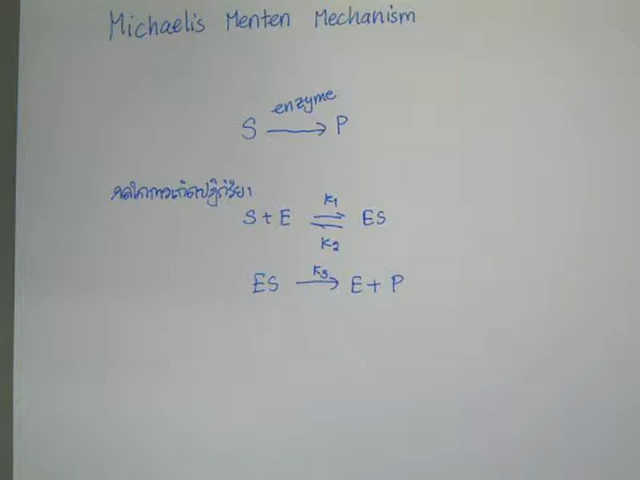 Michaelis Menten Mechanism
enzyme
S → P
กลไกการเกิดปฏิกิริยา
k₁
S + E ⇌ ES
k₂
k₃
ES → E + P